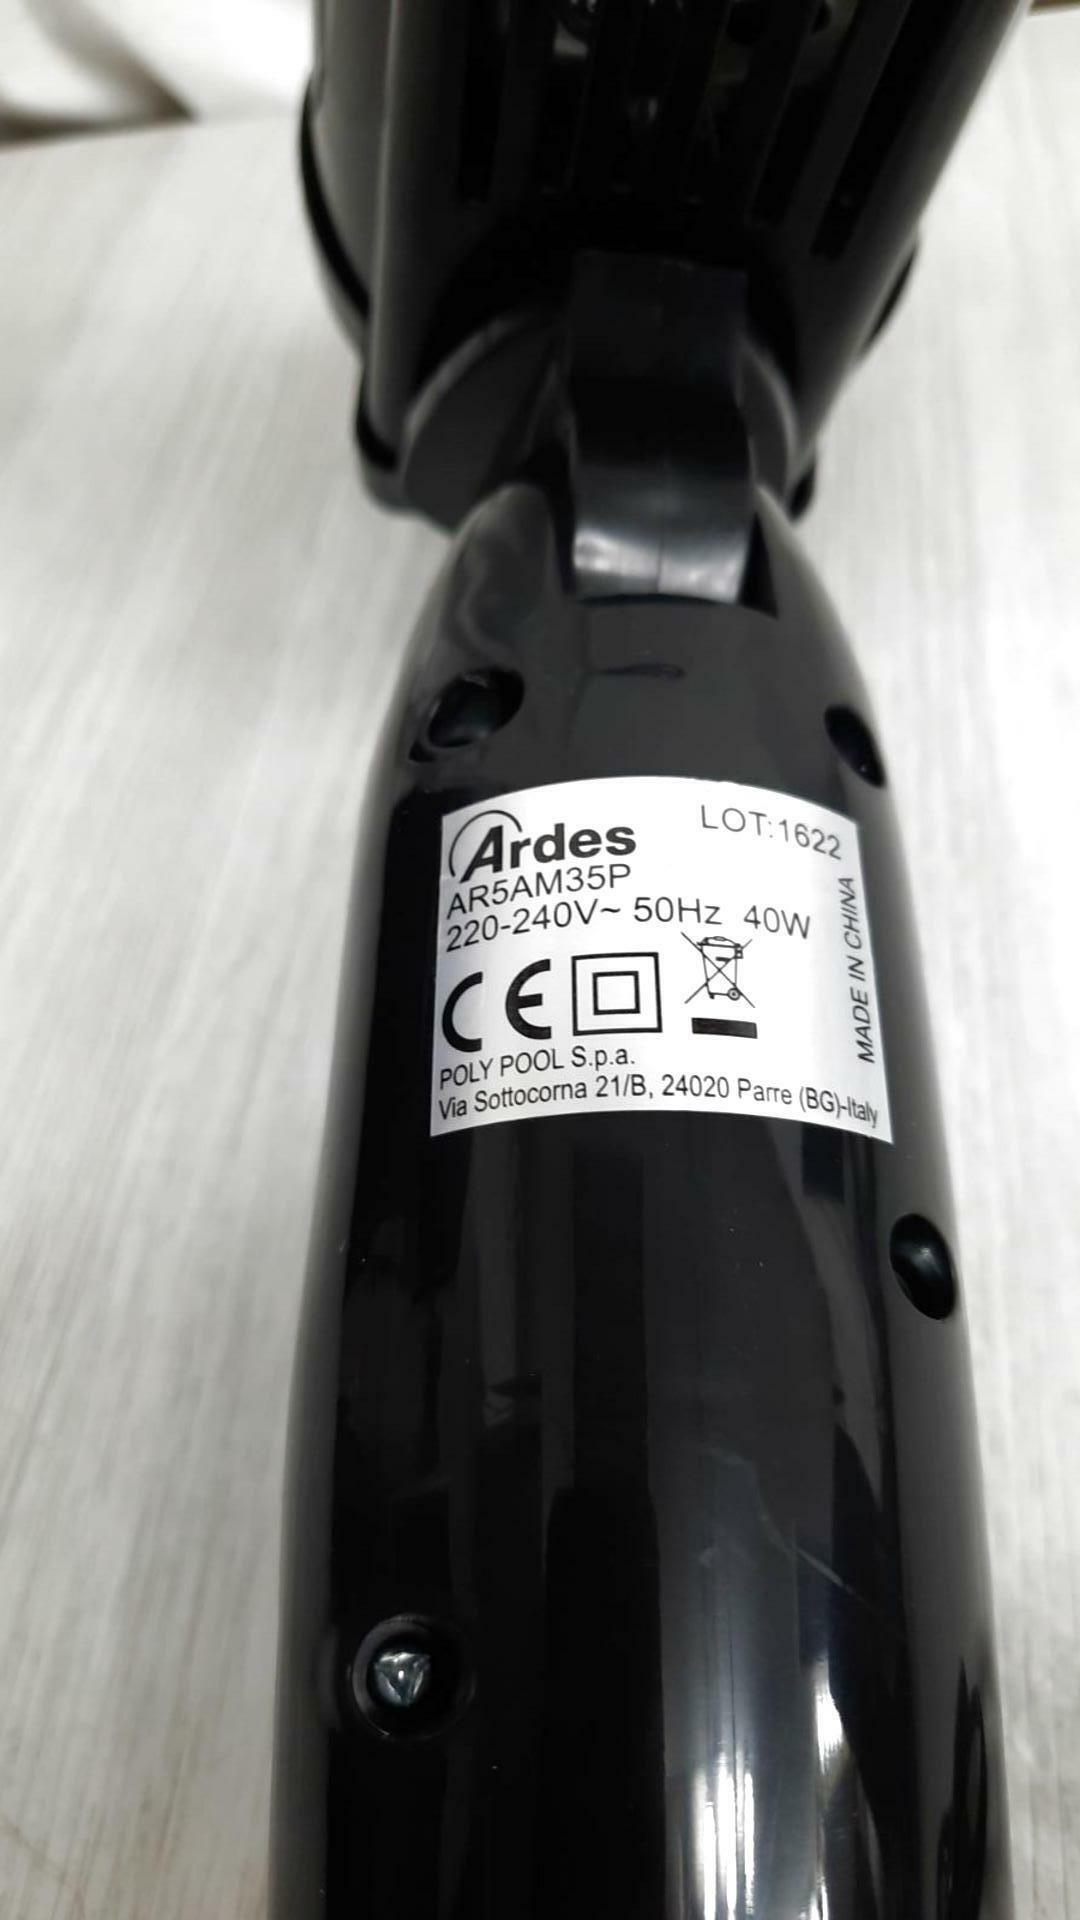 Ardes
LOT:1622
AR5AM35P
220-240V~ 50Hz 40W
MADE IN CHINA
CE
POLY POOL S.p.a.
Via Sottocorna 21/B, 24020 Parre (BG)-Italy